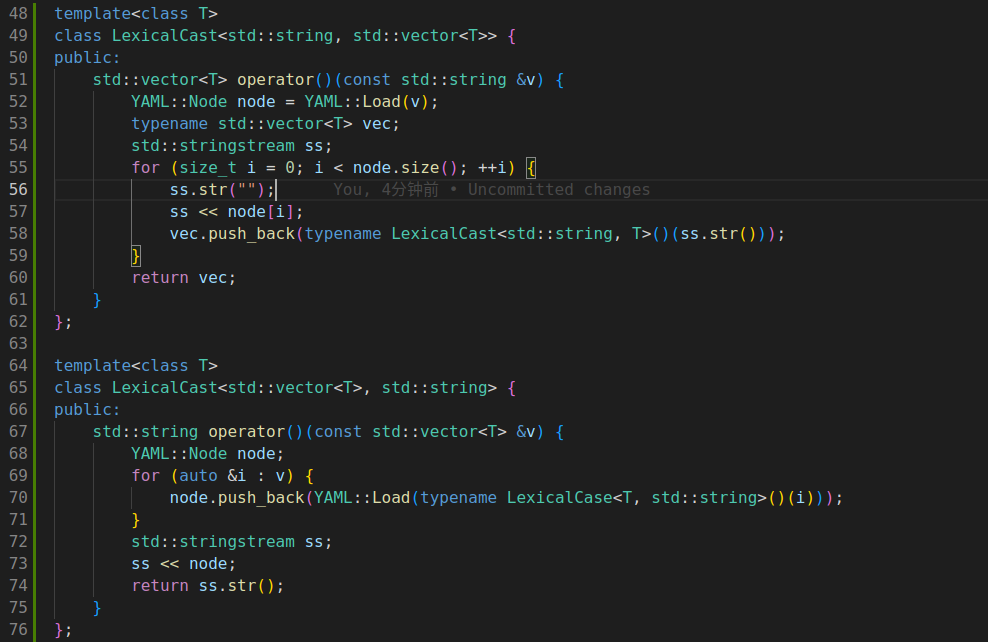 48 template<class T>
49 class LexicalCast<std::string, std::vector<T>> {
50 public:
51     std::vector<T> operator()(const std::string &v) {
52         YAML::Node node = YAML::Load(v);
53         typename std::vector<T> vec;
54         std::stringstream ss;
55         for (size_t i = 0; i < node.size(); ++i) {
56             ss.str("");      You, 4分钟前 • Uncommitted changes
57             ss << node[i];
58             vec.push_back(typename LexicalCast<std::string, T>()(ss.str()));
59         }
60         return vec;
61     }
62 };
63
64 template<class T>
65 class LexicalCast<std::vector<T>, std::string> {
66 public:
67     std::string operator()(const std::vector<T> &v) {
68         YAML::Node node;
69         for (auto &i : v) {
70             node.push_back(YAML::Load(typename LexicalCase<T, std::string>()(i)));
71         }
72         std::stringstream ss;
73         ss << node;
74         return ss.str();
75     }
76 };